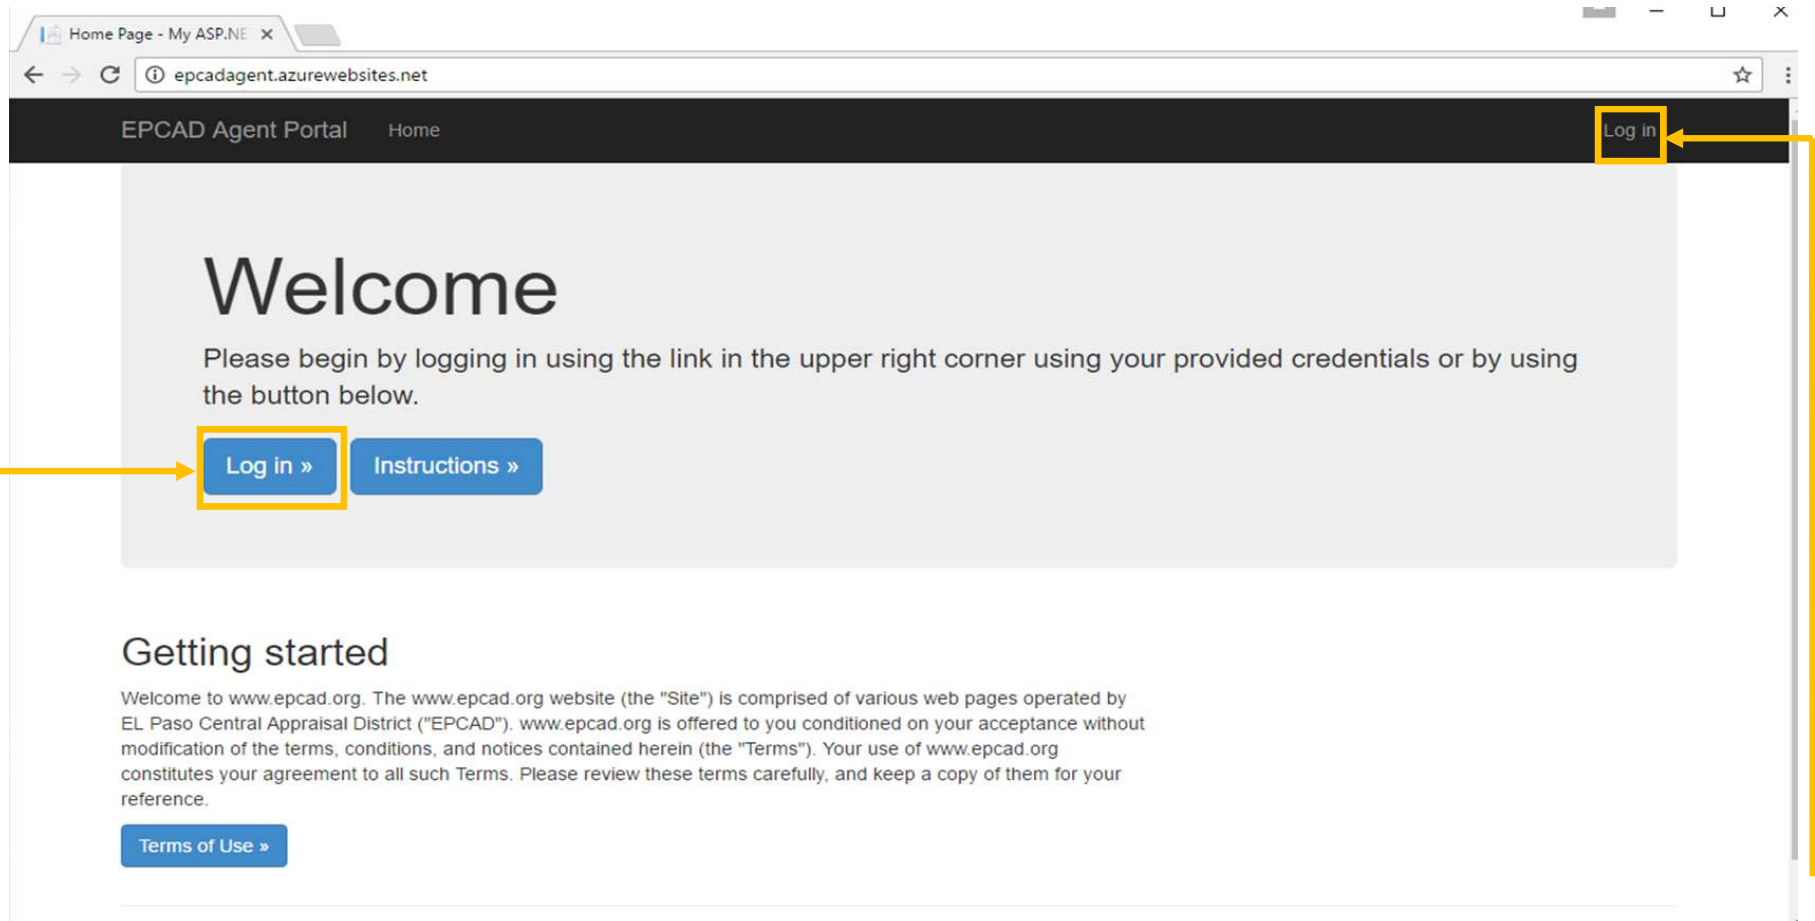 Home Page - My ASP.NE
epcadagent.azurewebsites.net
EPCAD Agent Portal Home Log in
Welcome
Please begin by logging in using the link in the upper right corner using your provided credentials or by using
the button below.
Log in » Instructions »
Getting started
Welcome to www.epcad.org. The www.epcad.org website (the "Site") is comprised of various web pages operated by
EL Paso Central Appraisal District ("EPCAD"). www.epcad.org is offered to you conditioned on your acceptance without
modification of the terms, conditions, and notices contained herein (the "Terms"). Your use of www.epcad.org
constitutes your agreement to all such Terms. Please review these terms carefully, and keep a copy of them for your
reference.
Terms of Use »